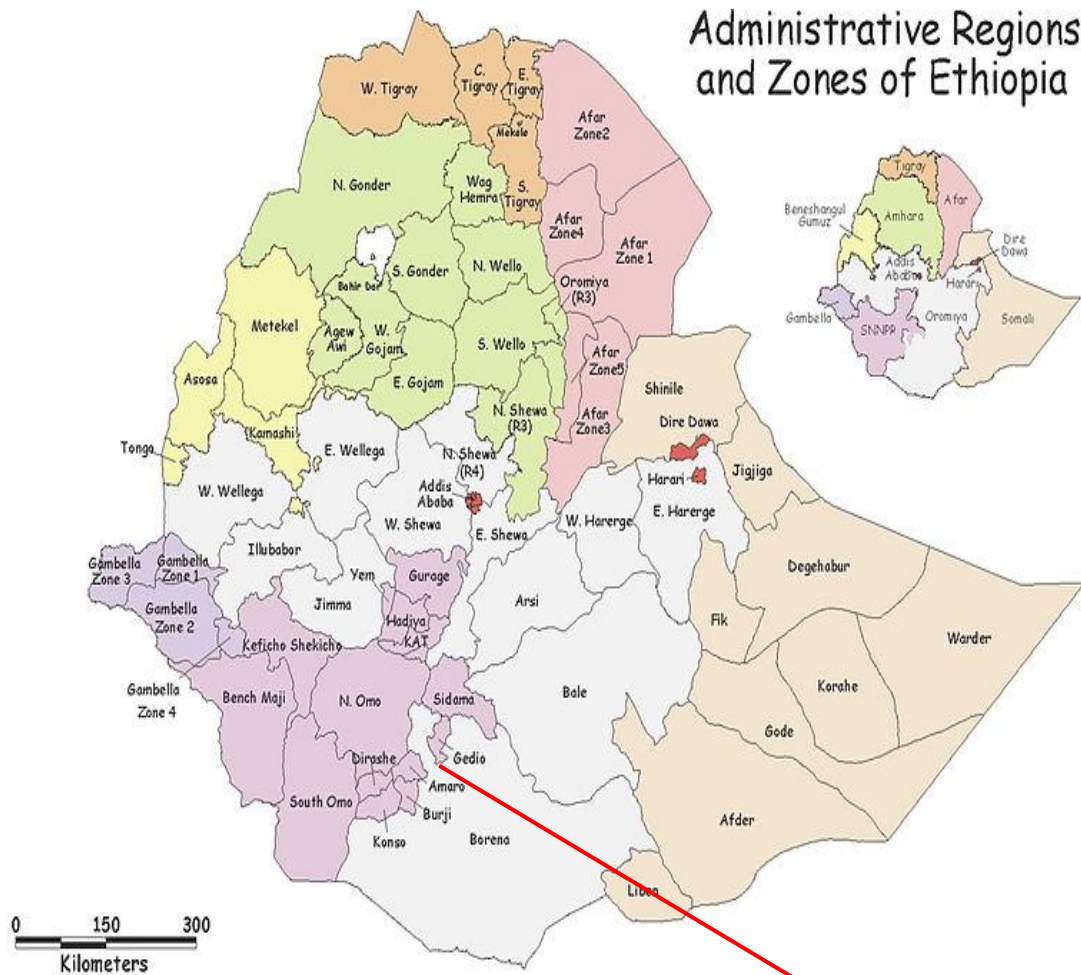 Administrative Regions
and Zones of Ethiopia
W. Tigray
C.
Tigray
E.
Tigray
Mekele
S.
Tigray
Afar
Zone2
N. Gonder
Wag
Hemra
Afar
Zone4
Afar
Zone 1
Bahir Dar
S. Gonder
N. Wello
Oromiya
(R3)
Metekel
Agew
Awi
W.
Gojam
S. Wello
Afar
Zone5
Asosa
E. Gojam
N. Shewa
(R3)
Afar
Zone3
Shinile
Dire Dawa
Tongo
Kamashi
E. Wellega
N. Shewa
(R4)
Harari
Jigjiga
W. Wellega
Addis
Ababa
W. Shewa
E. Shewa
W. Harerge
E. Harerge
Gambella
Zone 3
Gambella
Zone 1
Illubabor
Yem
Gurage
Degehabur
Gambella
Zone 2
Jimma
Hadiya
KAT
Arsi
Fik
Warder
Keficho Shekicho
Gambella
Zone 4
Bench Maji
N. Omo
Sidama
Bale
Korahe
Gode
Gedio
Dirashe
Amaro
South Omo
Burji
Konso
Borena
Afder
Liben
Tigray
Beneshangul
Gumuz
Amhara
Afar
Dire
Dawa
Addis
Ababa
Harari
Gambella
SNNPR
Oromiya
Somali
0 150 300
Kilometers